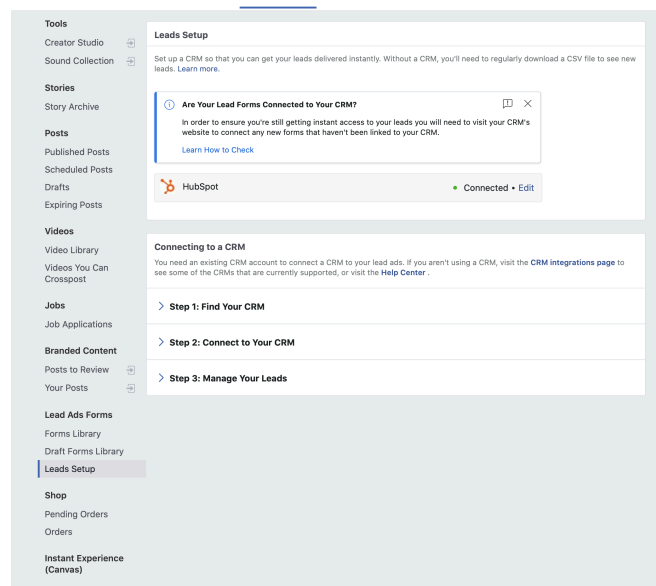 Tools
Creator Studio
Sound Collection
Stories
Story Archive
Posts
Published Posts
Scheduled Posts
Drafts
Expiring Posts
Videos
Video Library
Videos You Can
Crosspost
Jobs
Job Applications
Branded Content
Posts to Review
Your Posts
Lead Ads Forms
Forms Library
Draft Forms Library
Leads Setup
Shop
Pending Orders
Orders
Instant Experience
(Canvas)
Leads Setup
Set up a CRM so that you can get your leads delivered instantly. Without a CRM, you'll need to regularly download a CSV file to see new
leads. Learn more.
Are Your Lead Forms Connected to Your CRM?
In order to ensure you're still getting instant access to your leads you will need to visit your CRM's
website to connect any new forms that haven't been linked to your CRM.
Learn How to Check
HubSpot
Connected • Edit
Connecting to a CRM
You need an existing CRM account to connect a CRM to your lead ads. If you aren't using a CRM, visit the CRM integrations page to
see some of the CRMs that are currently supported, or visit the Help Center .
Step 1: Find Your CRM
Step 2: Connect to Your CRM
Step 3: Manage Your Leads